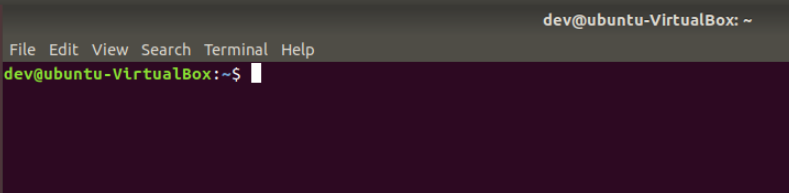 dev@ubuntu-VirtualBox: ~
File Edit View Search Terminal Help
dev@ubuntu-VirtualBox:~$